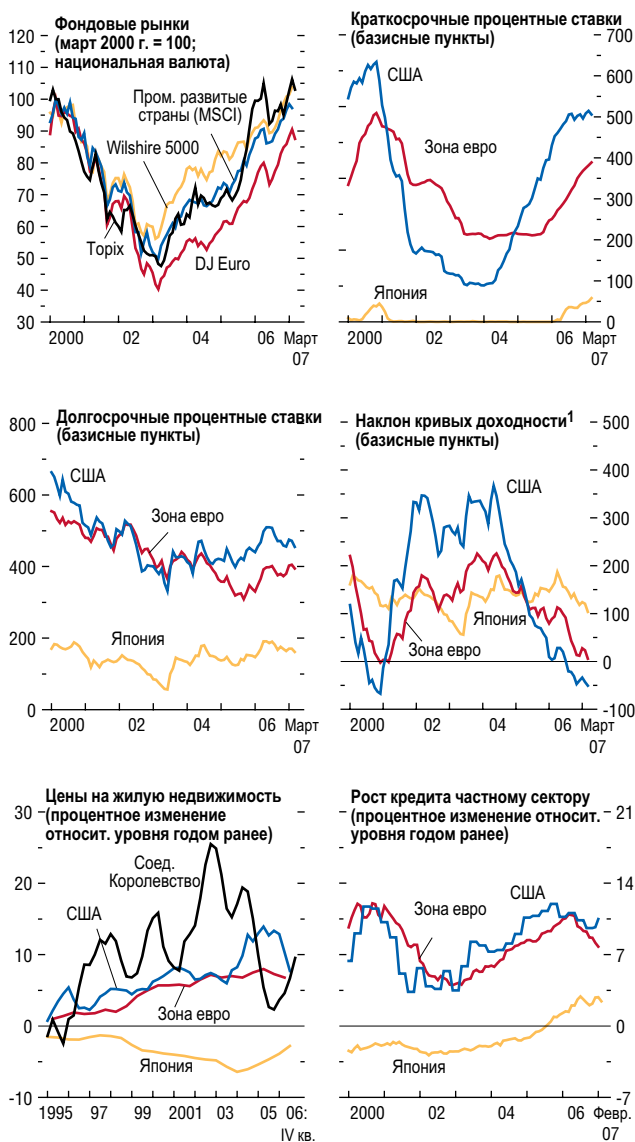 Фондовые рынки
(март 2000 г. = 100;
национальная валюта)
120
110
100
90
80
70
60
50
40
30
Пром. развитые
страны (MSCI)
Wilshire 5000
Topix
DJ Euro
2000 02 04 06 Март
07
Краткосрочные процентные ставки
(базисные пункты)
700
600
500
400
300
200
100
0
США
Зона евро
Япония
2000 02 04 06 Март
07
Долгосрочные процентные ставки
(базисные пункты)
800
600
400
200
0
США
Зона евро
Япония
2000 02 04 06 Март
07
Наклон кривых доходности1
(базисные пункты)
500
400
300
200
100
0
-100
США
Япония
Зона евро
2000 02 04 06 Март
07
Цены на жилую недвижимость
(процентное изменение
относит. уровня годом ранее)
30
20
10
0
-10
Соед.
Королевство
США
Зона евро
Япония
1995 97 99 2001 03 05 06:
IV кв.
Рост кредита частному сектору
(процентное изменение относит.
уровня годом ранее)
21
14
7
0
-7
США
Зона евро
Япония
2000 02 04 06 Февр.
07